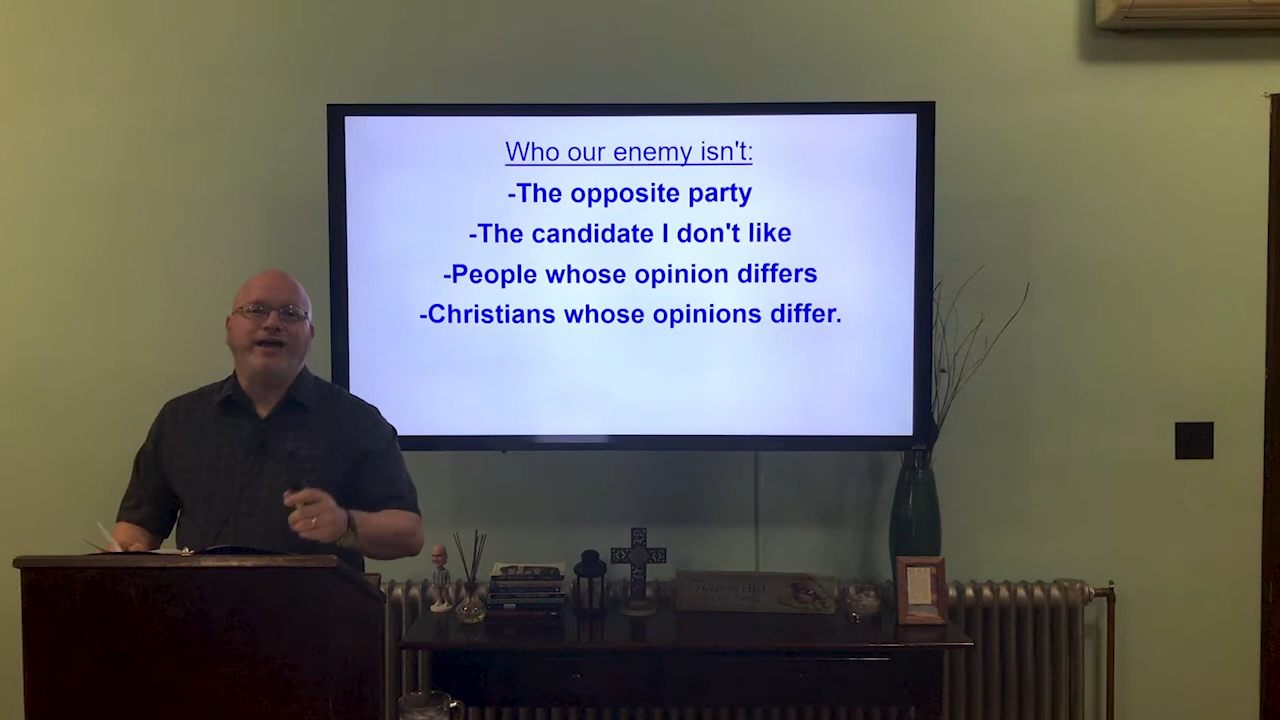 Who our enemy isn't:
-The opposite party
-The candidate I don't like
-People whose opinion differs
-Christians whose opinions differ.